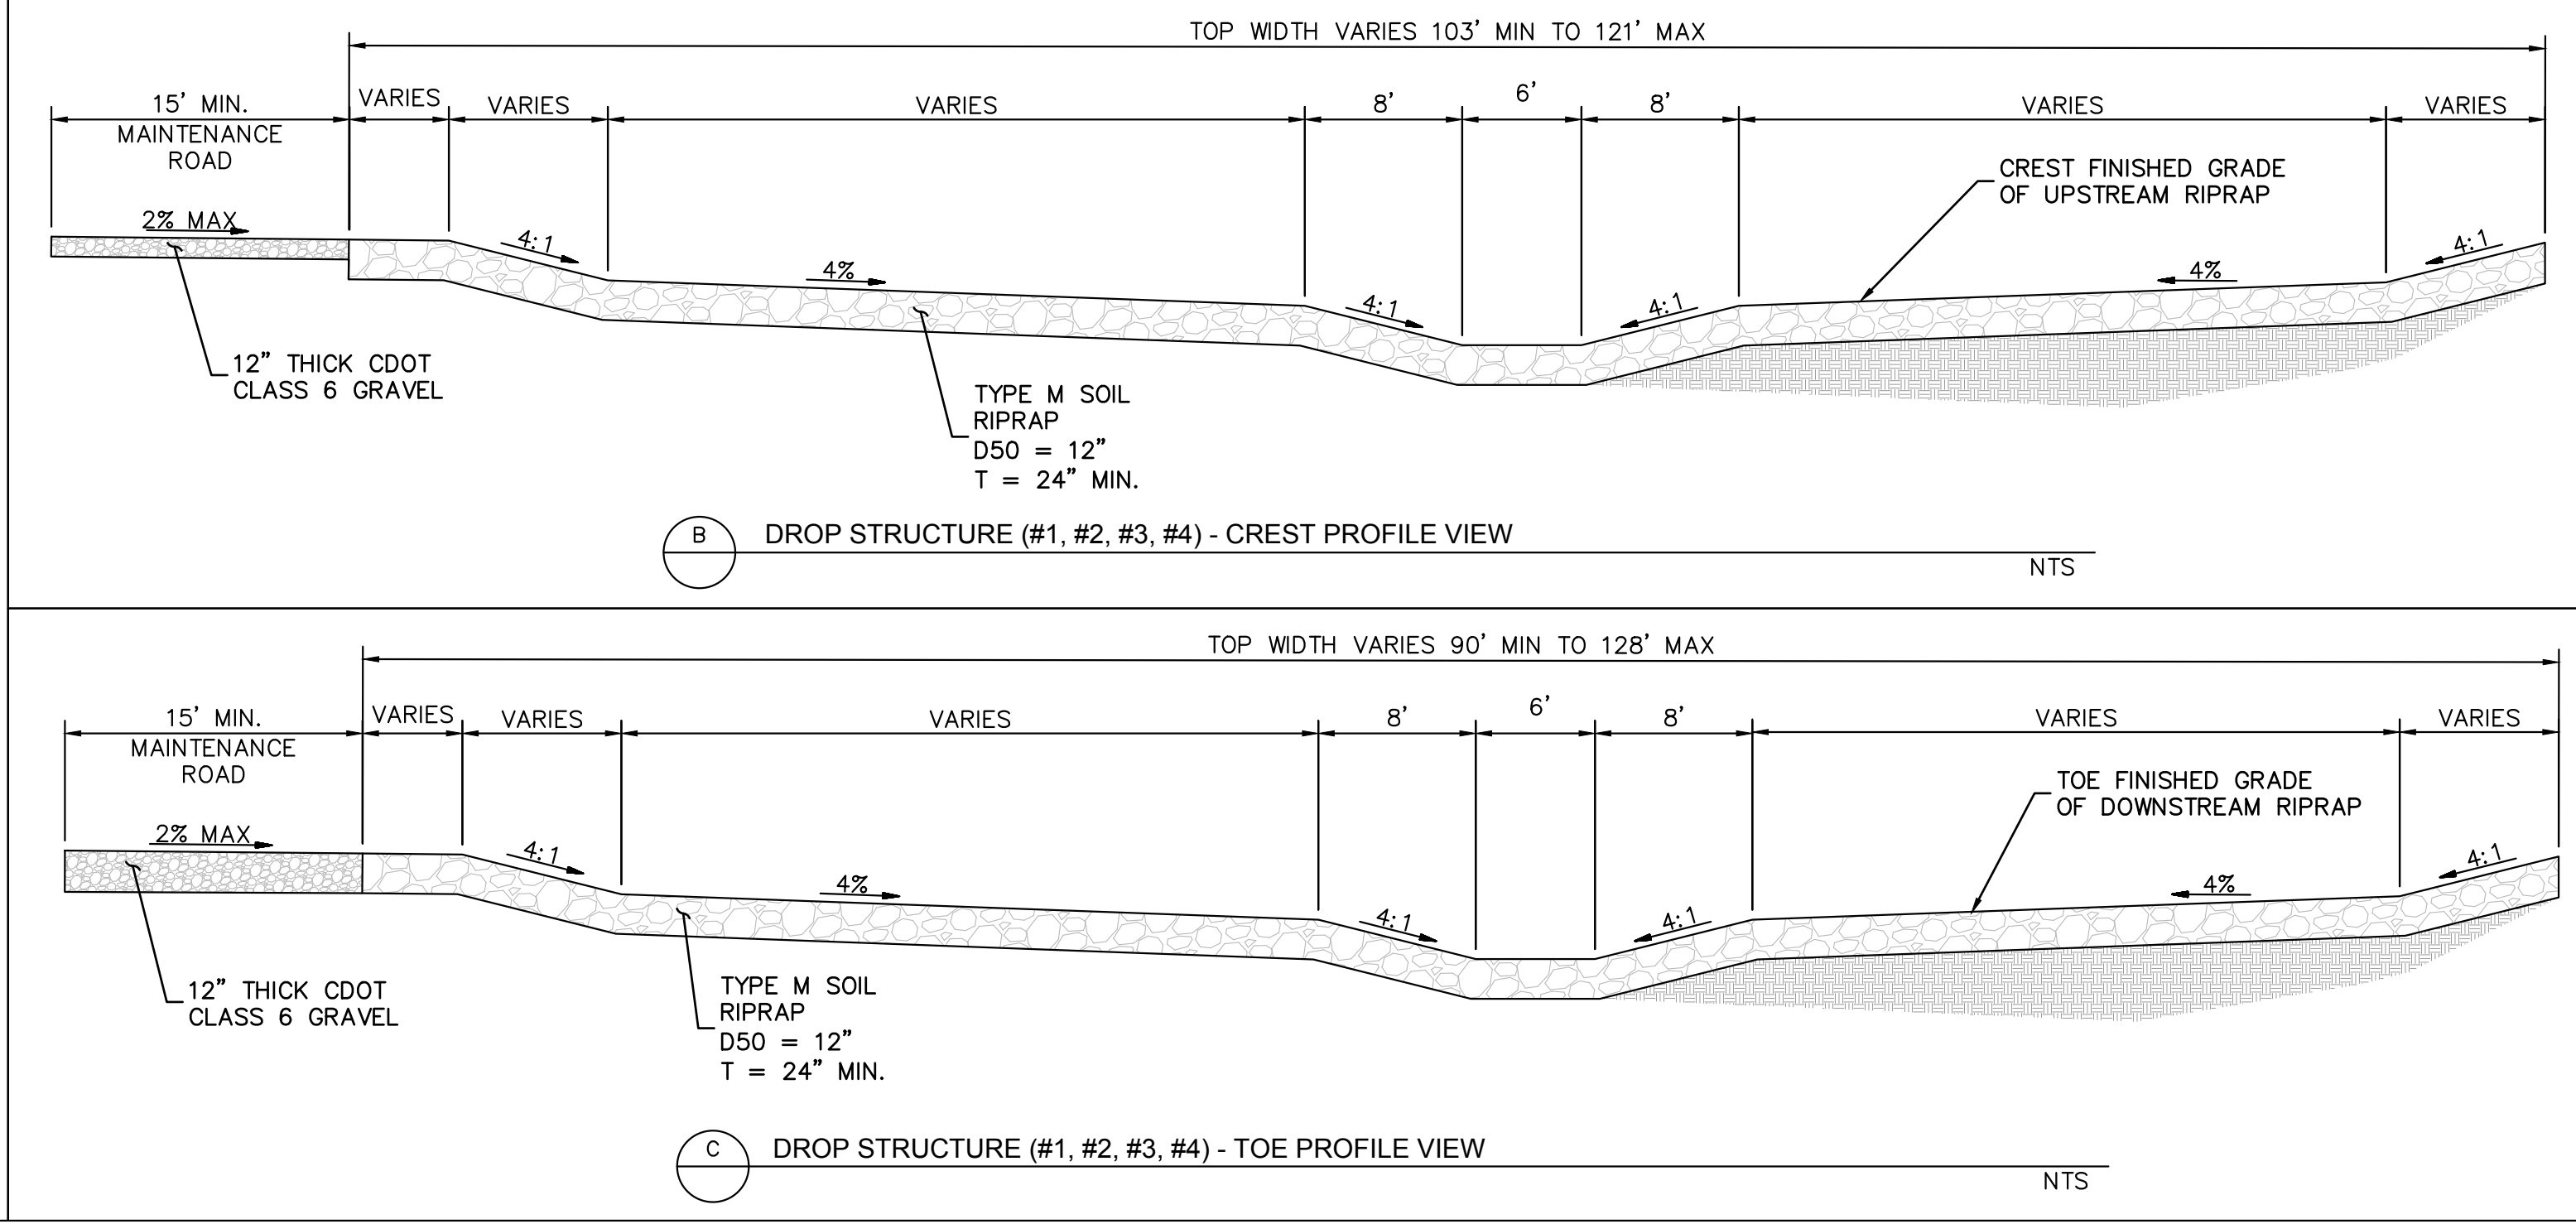 TOP WIDTH VARIES 103' MIN TO 121' MAX
15' MIN.
MAINTENANCE
ROAD
VARIES
VARIES
VARIES
8'
6'
8'
VARIES
VARIES
CREST FINISHED GRADE
OF UPSTREAM RIPRAP
2% MAX
4:1
4%
4:1
4:1
4%
4:1
12" THICK CDOT
CLASS 6 GRAVEL
TYPE M SOIL
RIPRAP
D50 = 12"
T = 24" MIN.
B
DROP STRUCTURE (#1, #2, #3, #4) - CREST PROFILE VIEW
NTS
TOP WIDTH VARIES 90' MIN TO 128' MAX
15' MIN.
MAINTENANCE
ROAD
VARIES
VARIES
VARIES
8'
6'
8'
VARIES
VARIES
TOE FINISHED GRADE
OF DOWNSTREAM RIPRAP
2% MAX
4:1
4%
4:1
4:1
4%
4:1
12" THICK CDOT
CLASS 6 GRAVEL
TYPE M SOIL
RIPRAP
D50 = 12"
T = 24" MIN.
C
DROP STRUCTURE (#1, #2, #3, #4) - TOE PROFILE VIEW
NTS